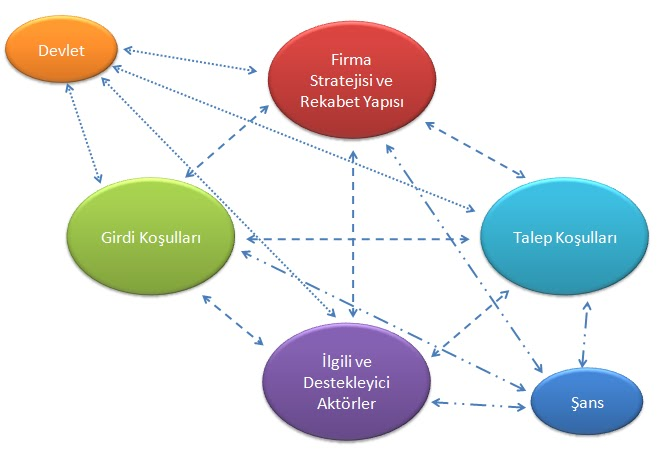 Devlet
Firma
Stratejisi ve
Rekabet Yapısı
Girdi Koşulları
Talep Koşulları
İlgili ve
Destekleyici
Aktörler
Şans